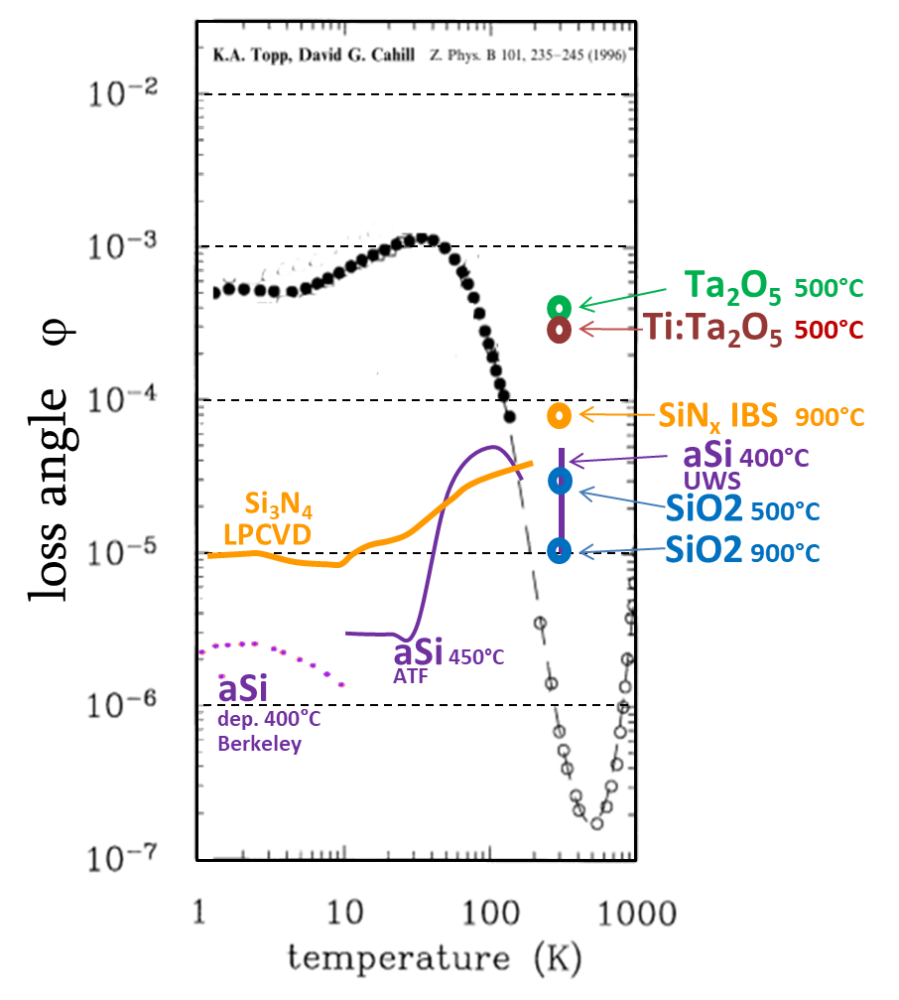 K.A. Topp, David G. Cahill Z. Phys. B 101, 235–245 (1996)
10⁻²
10⁻³
10⁻⁴
10⁻⁵
10⁻⁶
10⁻⁷
loss angle φ
Ta₂O₅ 500°C
Ti:Ta₂O₅ 500°C
SiNₓ IBS 900°C
aSi 400°C
UWS
SiO2 500°C
SiO2 900°C
Si₃N₄
LPCVD
aSi 450°C
ATF
aSi
dep. 400°C
Berkeley
1 10 100 1000
temperature (K)